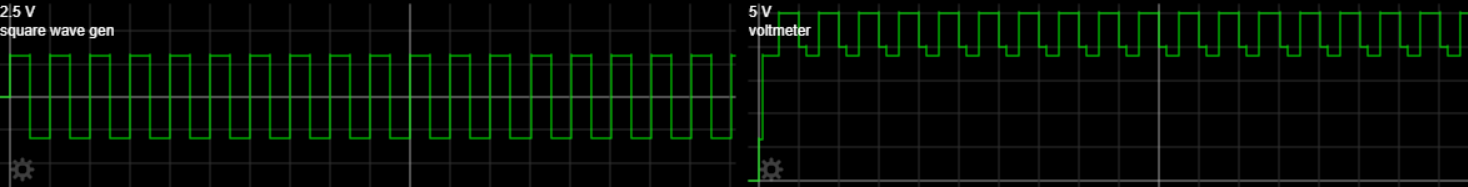 2.5 V
square wave gen
5 V
voltmeter